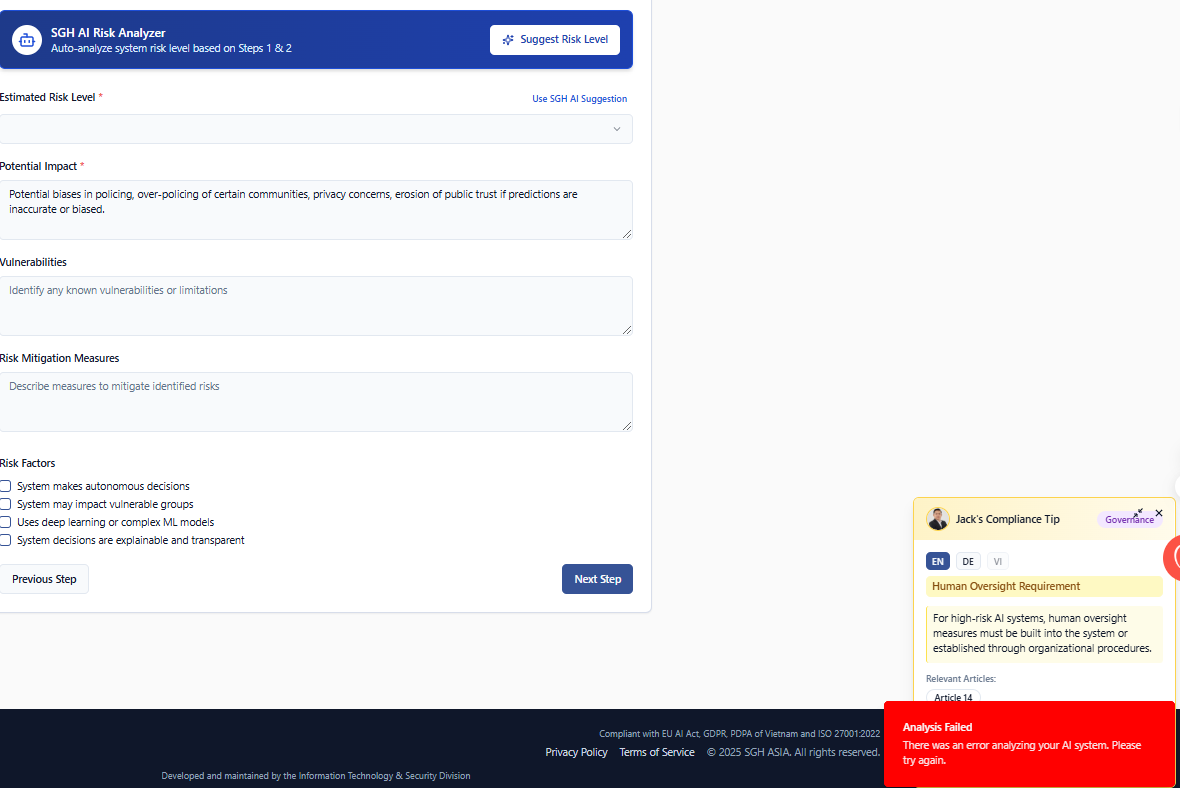 SGH AI Risk Analyzer
Auto-analyze system risk level based on Steps 1 & 2
Suggest Risk Level
Estimated Risk Level *
Use SGH AI Suggestion
Potential Impact *
Potential biases in policing, over-policing of certain communities, privacy concerns, erosion of public trust if predictions are
inaccurate or biased.
Vulnerabilities
Identify any known vulnerabilities or limitations
Risk Mitigation Measures
Describe measures to mitigate identified risks
Risk Factors
System makes autonomous decisions
System may impact vulnerable groups
Uses deep learning or complex ML models
System decisions are explainable and transparent
Previous Step
Next Step
Jack's Compliance Tip
Governance
EN DE VI
Human Oversight Requirement
For high-risk AI systems, human oversight
measures must be built into the system or
established through organizational procedures.
Relevant Articles:
Article 14
Compliant with EU AI Act, GDPR, PDPA of Vietnam and ISO 27001:2022
Privacy Policy Terms of Service © 2025 SGH ASIA. All rights reserved.
Developed and maintained by the Information Technology & Security Division
Analysis Failed
There was an error analyzing your AI system. Please
try again.